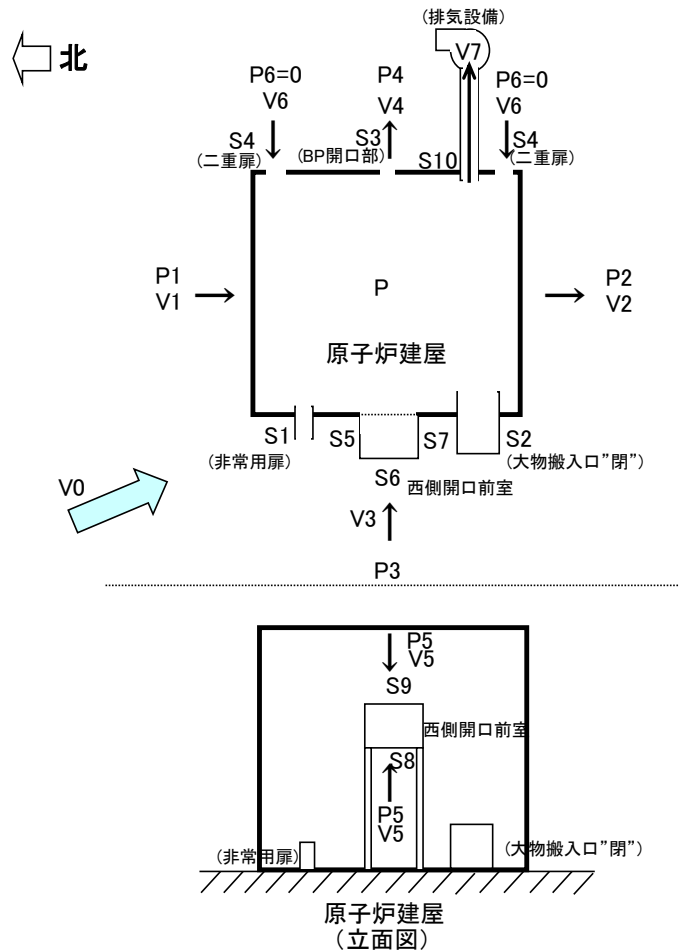 (排気設備)
北
V7
P6=0
V6
P4
V4
P6=0
V6
S4
(二重扉)
S3
(BP開口部)
S10
S4
(二重扉)
P1
V1
P
P2
V2
原子炉建屋
S1
(非常用扉)
S5
S7
S2
(大物搬入口”閉”)
S6
西側開口前室
V0
V3
P3
P5
V5
S9
西側開口前室
S8
P5
V5
(非常用扉)
(大物搬入口”閉”)
原子炉建屋
(立面図)